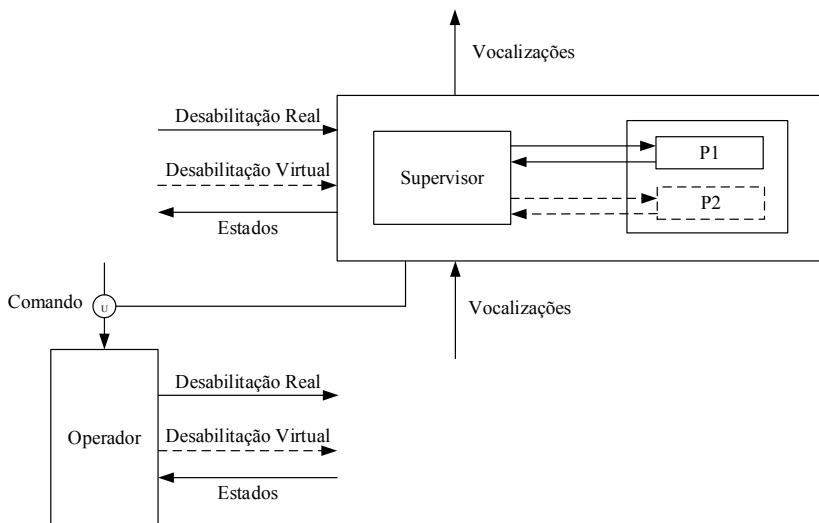 Vocalizações
Desabilitação Real
P1
Desabilitação Virtual
Supervisor
P2
Estados
Comando
U
Vocalizações
Desabilitação Real
Operador
Desabilitação Virtual
Estados